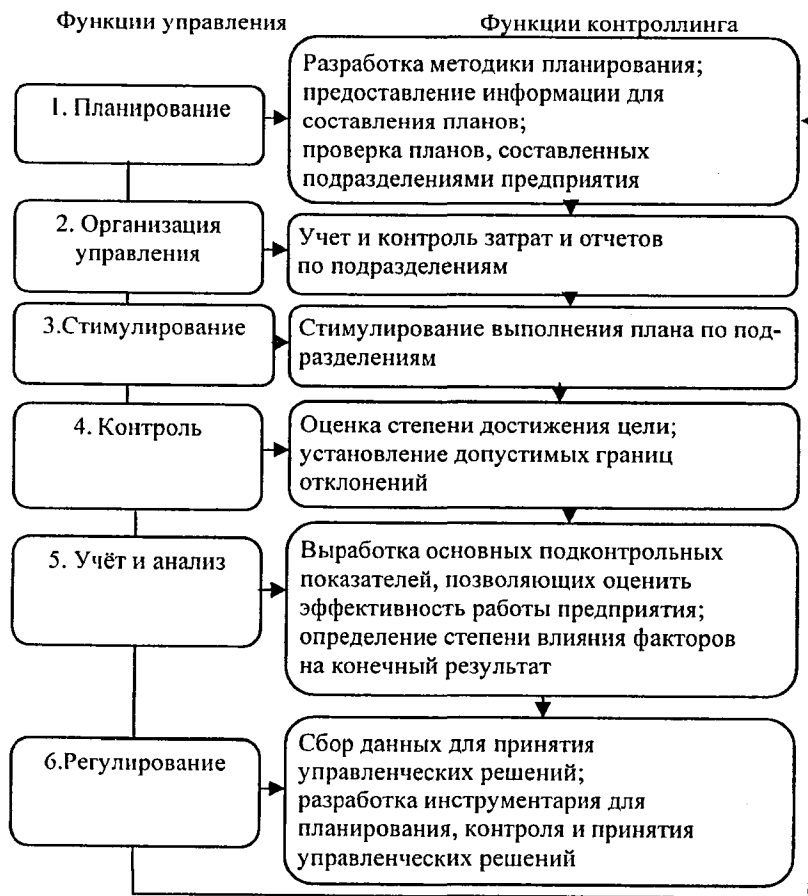 Функции управления
Функции контроллинга
1. Планирование
Разработка методики планирования;
предоставление информации для
составления планов;
проверка планов, составленных
подразделениями предприятия
2. Организация
управления
Учет и контроль затрат и отчетов
по подразделениям
3.Стимулирование
Стимулирование выполнения плана по под-
разделениям
4. Контроль
Оценка степени достижения цели;
установление допустимых границ
отклонений
5. Учёт и анализ
Выработка основных подконтрольных
показателей, позволяющих оценить
эффективность работы предприятия;
определение степени влияния факторов
на конечный результат
6.Регулирование
Сбор данных для принятия
управленческих решений;
разработка инструментария для
планирования, контроля и принятия
управленческих решений